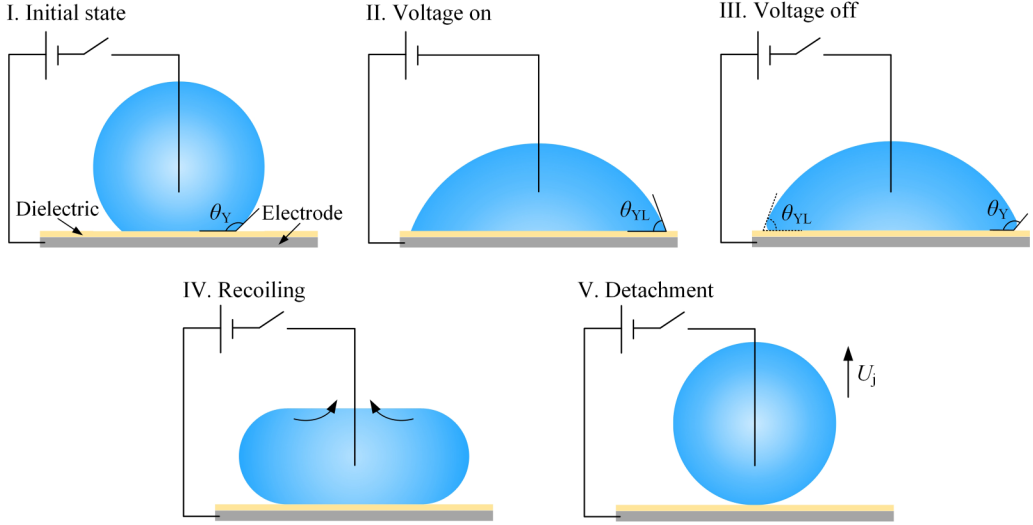 I. Initial state
II. Voltage on
III. Voltage off
Dielectric
θY
Electrode
θYL
θYL
θY
IV. Recoiling
V. Detachment
Uj